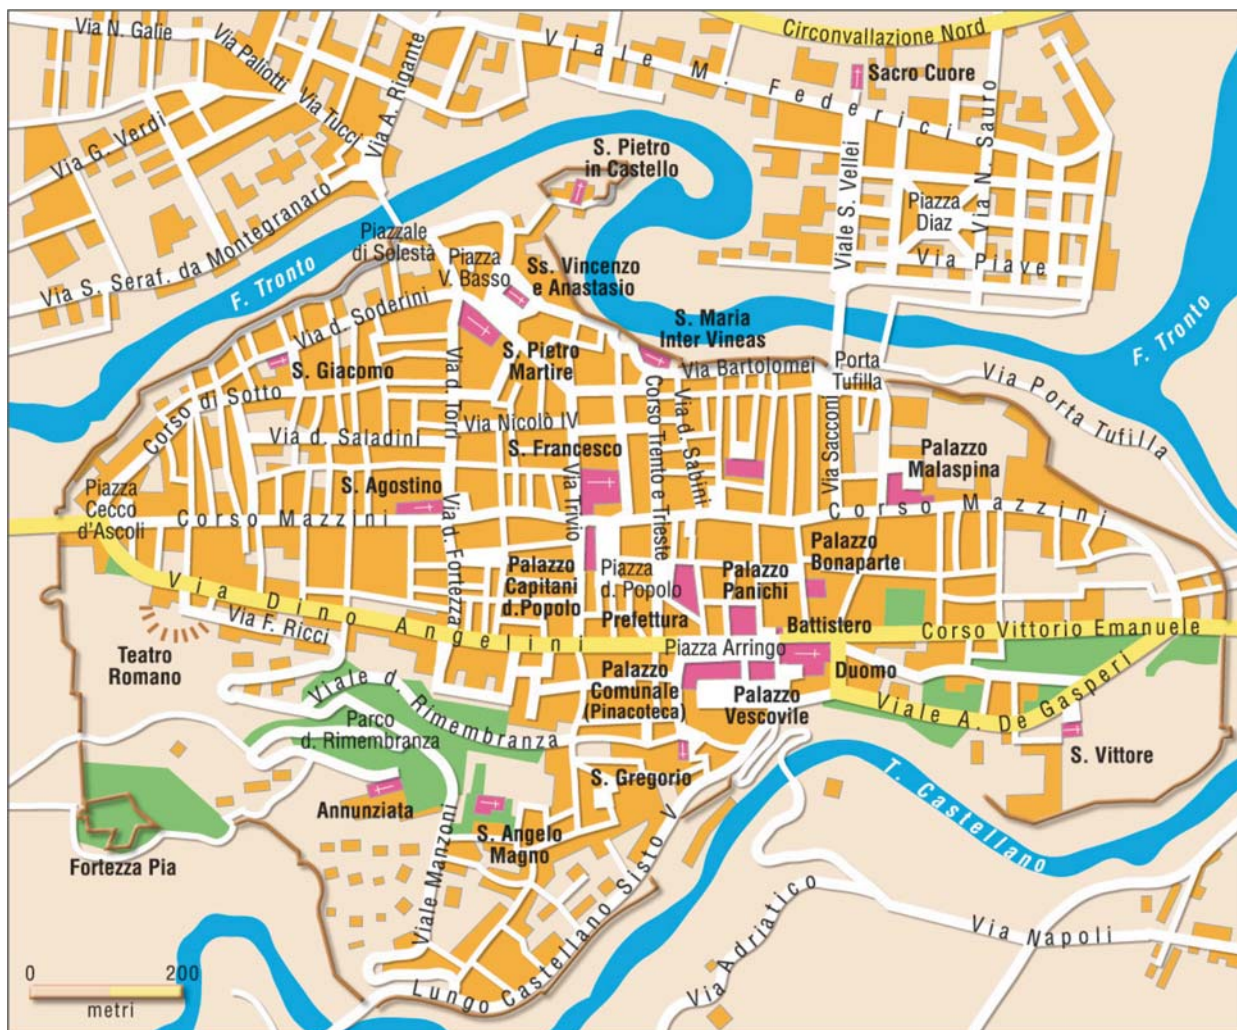 Via N. Galie
Via Paliotti
Via Tucci
Via A. Rigante
Viale M. Federici
Circonvallazione Nord
Sacro Cuore
Via G. Verdi
S. Pietro
in Castello
Viale S. Vellei
Via N. Sauro
Piazza
Diaz
Via Piave
Via S. Seraf. da Montegranaro
Piazzale
di Solestà
Piazza
V. Basso
F. Tronto
Ss. Vincenzo
e Anastasio
S. Maria
Inter Vineas
F. Tronto
Via d. Soderini
S. Giacomo
S. Pietro
Martire
Via Bartolomei
Porta
Tufilla
Via Porta Tufilla
Corso di Sotto
Via d. Torri
Via Nicolò IV
Via d. Saladini
Corso Trento e Trieste
Via d. Sabini
Via Sacconi
S. Francesco
Palazzo
Malaspina
Piazza
Cecco
d'Ascoli
S. Agostino
Via Trivio
Corso Mazzini
Corso Mazzini
Via d. Fortezza
Palazzo
Capitani
d. Popolo
Piazza
d. Popolo
Palazzo
Panichi
Palazzo
Bonaparte
Via Dino Angelini
Via F. Ricci
Prefettura
Battistero
Corso Vittorio Emanuele
Teatro
Romano
Piazza Arringo
Duomo
Palazzo
Comunale
(Pinacoteca)
Palazzo
Vescovile
Viale A. De Gasperi
Viale d. Rimembranza
Parco
d. Rimembranza
S. Vittore
S. Gregorio
Annunziata
S. Angelo
Magno
T. Castellano
Fortezza Pia
Viale Manzoni
Lungo Castellano Sisto V
Via Adriatico
Via Napoli
0 200
metri